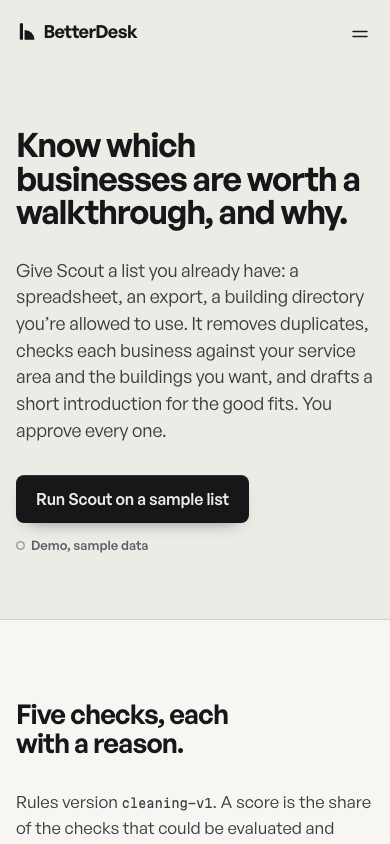 BetterDesk
Know which
businesses are worth a
walkthrough, and why.
Give Scout a list you already have: a
spreadsheet, an export, a building directory
you’re allowed to use. It removes duplicates,
checks each business against your service
area and the buildings you want, and drafts a
short introduction for the good fits. You
approve every one.
Run Scout on a sample list
Demo, sample data
Five checks, each
with a reason.
Rules version cleaning-v1. A score is the share
of the checks that could be evaluated and